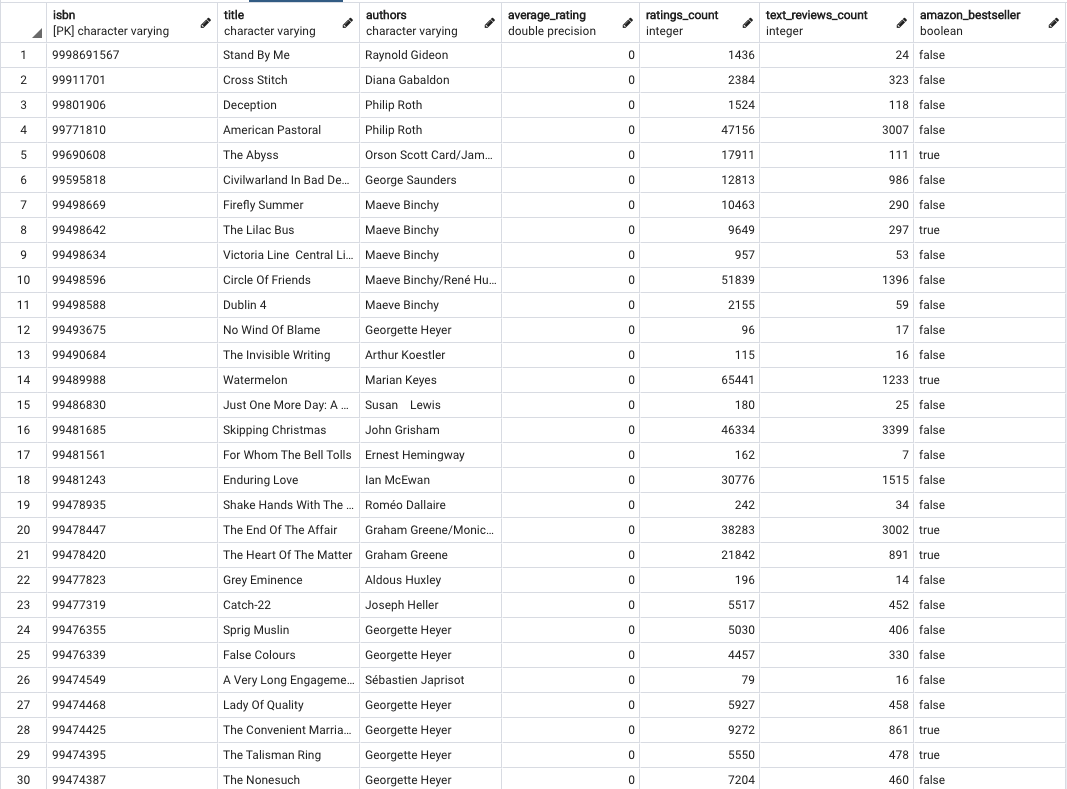 isbn title authors average_rating ratings_count text_reviews_count amazon_bestseller
[PK] character varying character varying character varying double precision integer integer boolean
1 9998691567 Stand By Me Raynold Gideon 0 1436 24 false
2 99911701 Cross Stitch Diana Gabaldon 0 2384 323 false
3 99801906 Deception Philip Roth 0 1524 118 false
4 99771810 American Pastoral Philip Roth 0 47156 3007 false
5 99690608 The Abyss Orson Scott Card/Jam... 0 17911 111 true
6 99595818 Civilwarland In Bad De... George Saunders 0 12813 986 false
7 99498669 Firefly Summer Maeve Binchy 0 10463 290 false
8 99498642 The Lilac Bus Maeve Binchy 0 9649 297 true
9 99498634 Victoria Line  Central Li... Maeve Binchy 0 957 53 false
10 99498596 Circle Of Friends Maeve Binchy/René Hu... 0 51839 1396 false
11 99498588 Dublin 4 Maeve Binchy 0 2155 59 false
12 99493675 No Wind Of Blame Georgette Heyer 0 96 17 false
13 99490684 The Invisible Writing Arthur Koestler 0 115 16 false
14 99489988 Watermelon Marian Keyes 0 65441 1233 true
15 99486830 Just One More Day: A ... Susan    Lewis 0 180 25 false
16 99481685 Skipping Christmas John Grisham 0 46334 3399 false
17 99481561 For Whom The Bell Tolls Ernest Hemingway 0 162 7 false
18 99481243 Enduring Love Ian McEwan 0 30776 1515 false
19 99478935 Shake Hands With The ... Roméo Dallaire 0 242 34 false
20 99478447 The End Of The Affair Graham Greene/Monic... 0 38283 3002 true
21 99478420 The Heart Of The Matter Graham Greene 0 21842 891 true
22 99477823 Grey Eminence Aldous Huxley 0 196 14 false
23 99477319 Catch-22 Joseph Heller 0 5517 452 false
24 99476355 Sprig Muslin Georgette Heyer 0 5030 406 false
25 99476339 False Colours Georgette Heyer 0 4457 330 false
26 99474549 A Very Long Engageme... Sébastien Japrisot 0 79 16 false
27 99474468 Lady Of Quality Georgette Heyer 0 5927 458 false
28 99474425 The Convenient Marria... Georgette Heyer 0 9272 861 true
29 99474395 The Talisman Ring Georgette Heyer 0 5550 478 true
30 99474387 The Nonesuch Georgette Heyer 0 7204 460 false